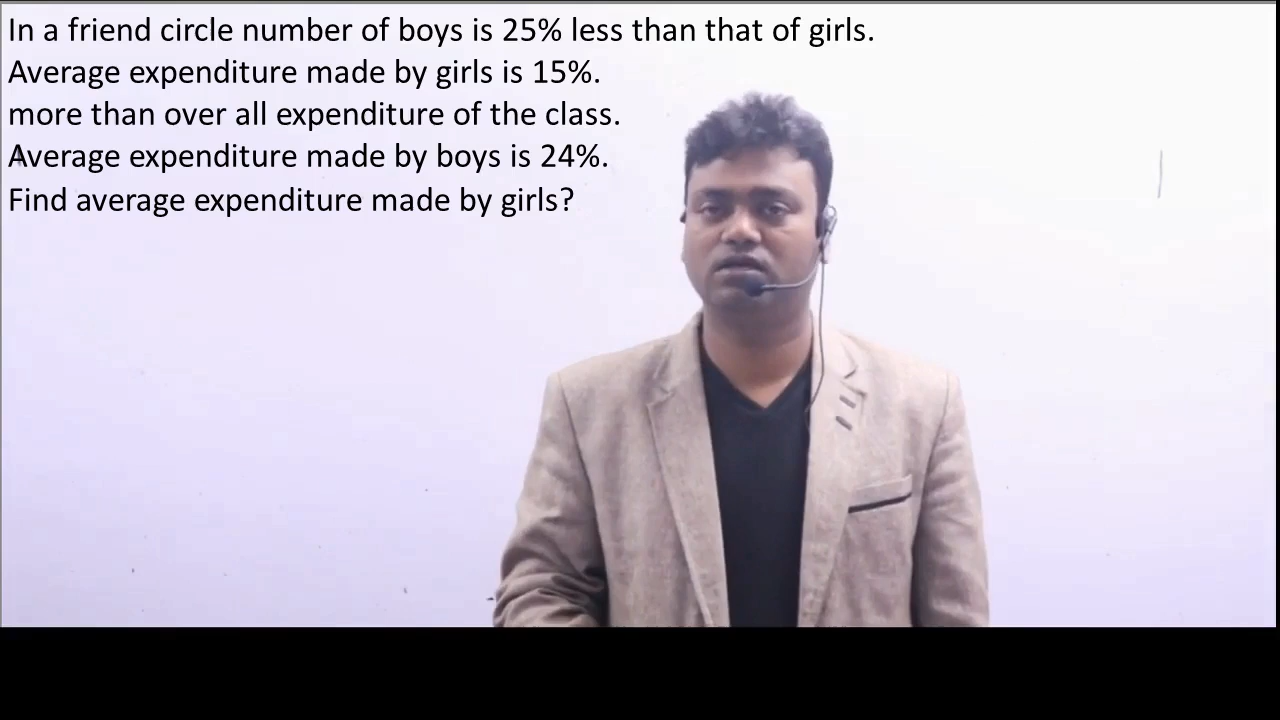 In a friend circle number of boys is 25% less than that of girls.
Average expenditure made by girls is 15%.
more than over all expenditure of the class.
Average expenditure made by boys is 24%.
Find average expenditure made by girls?